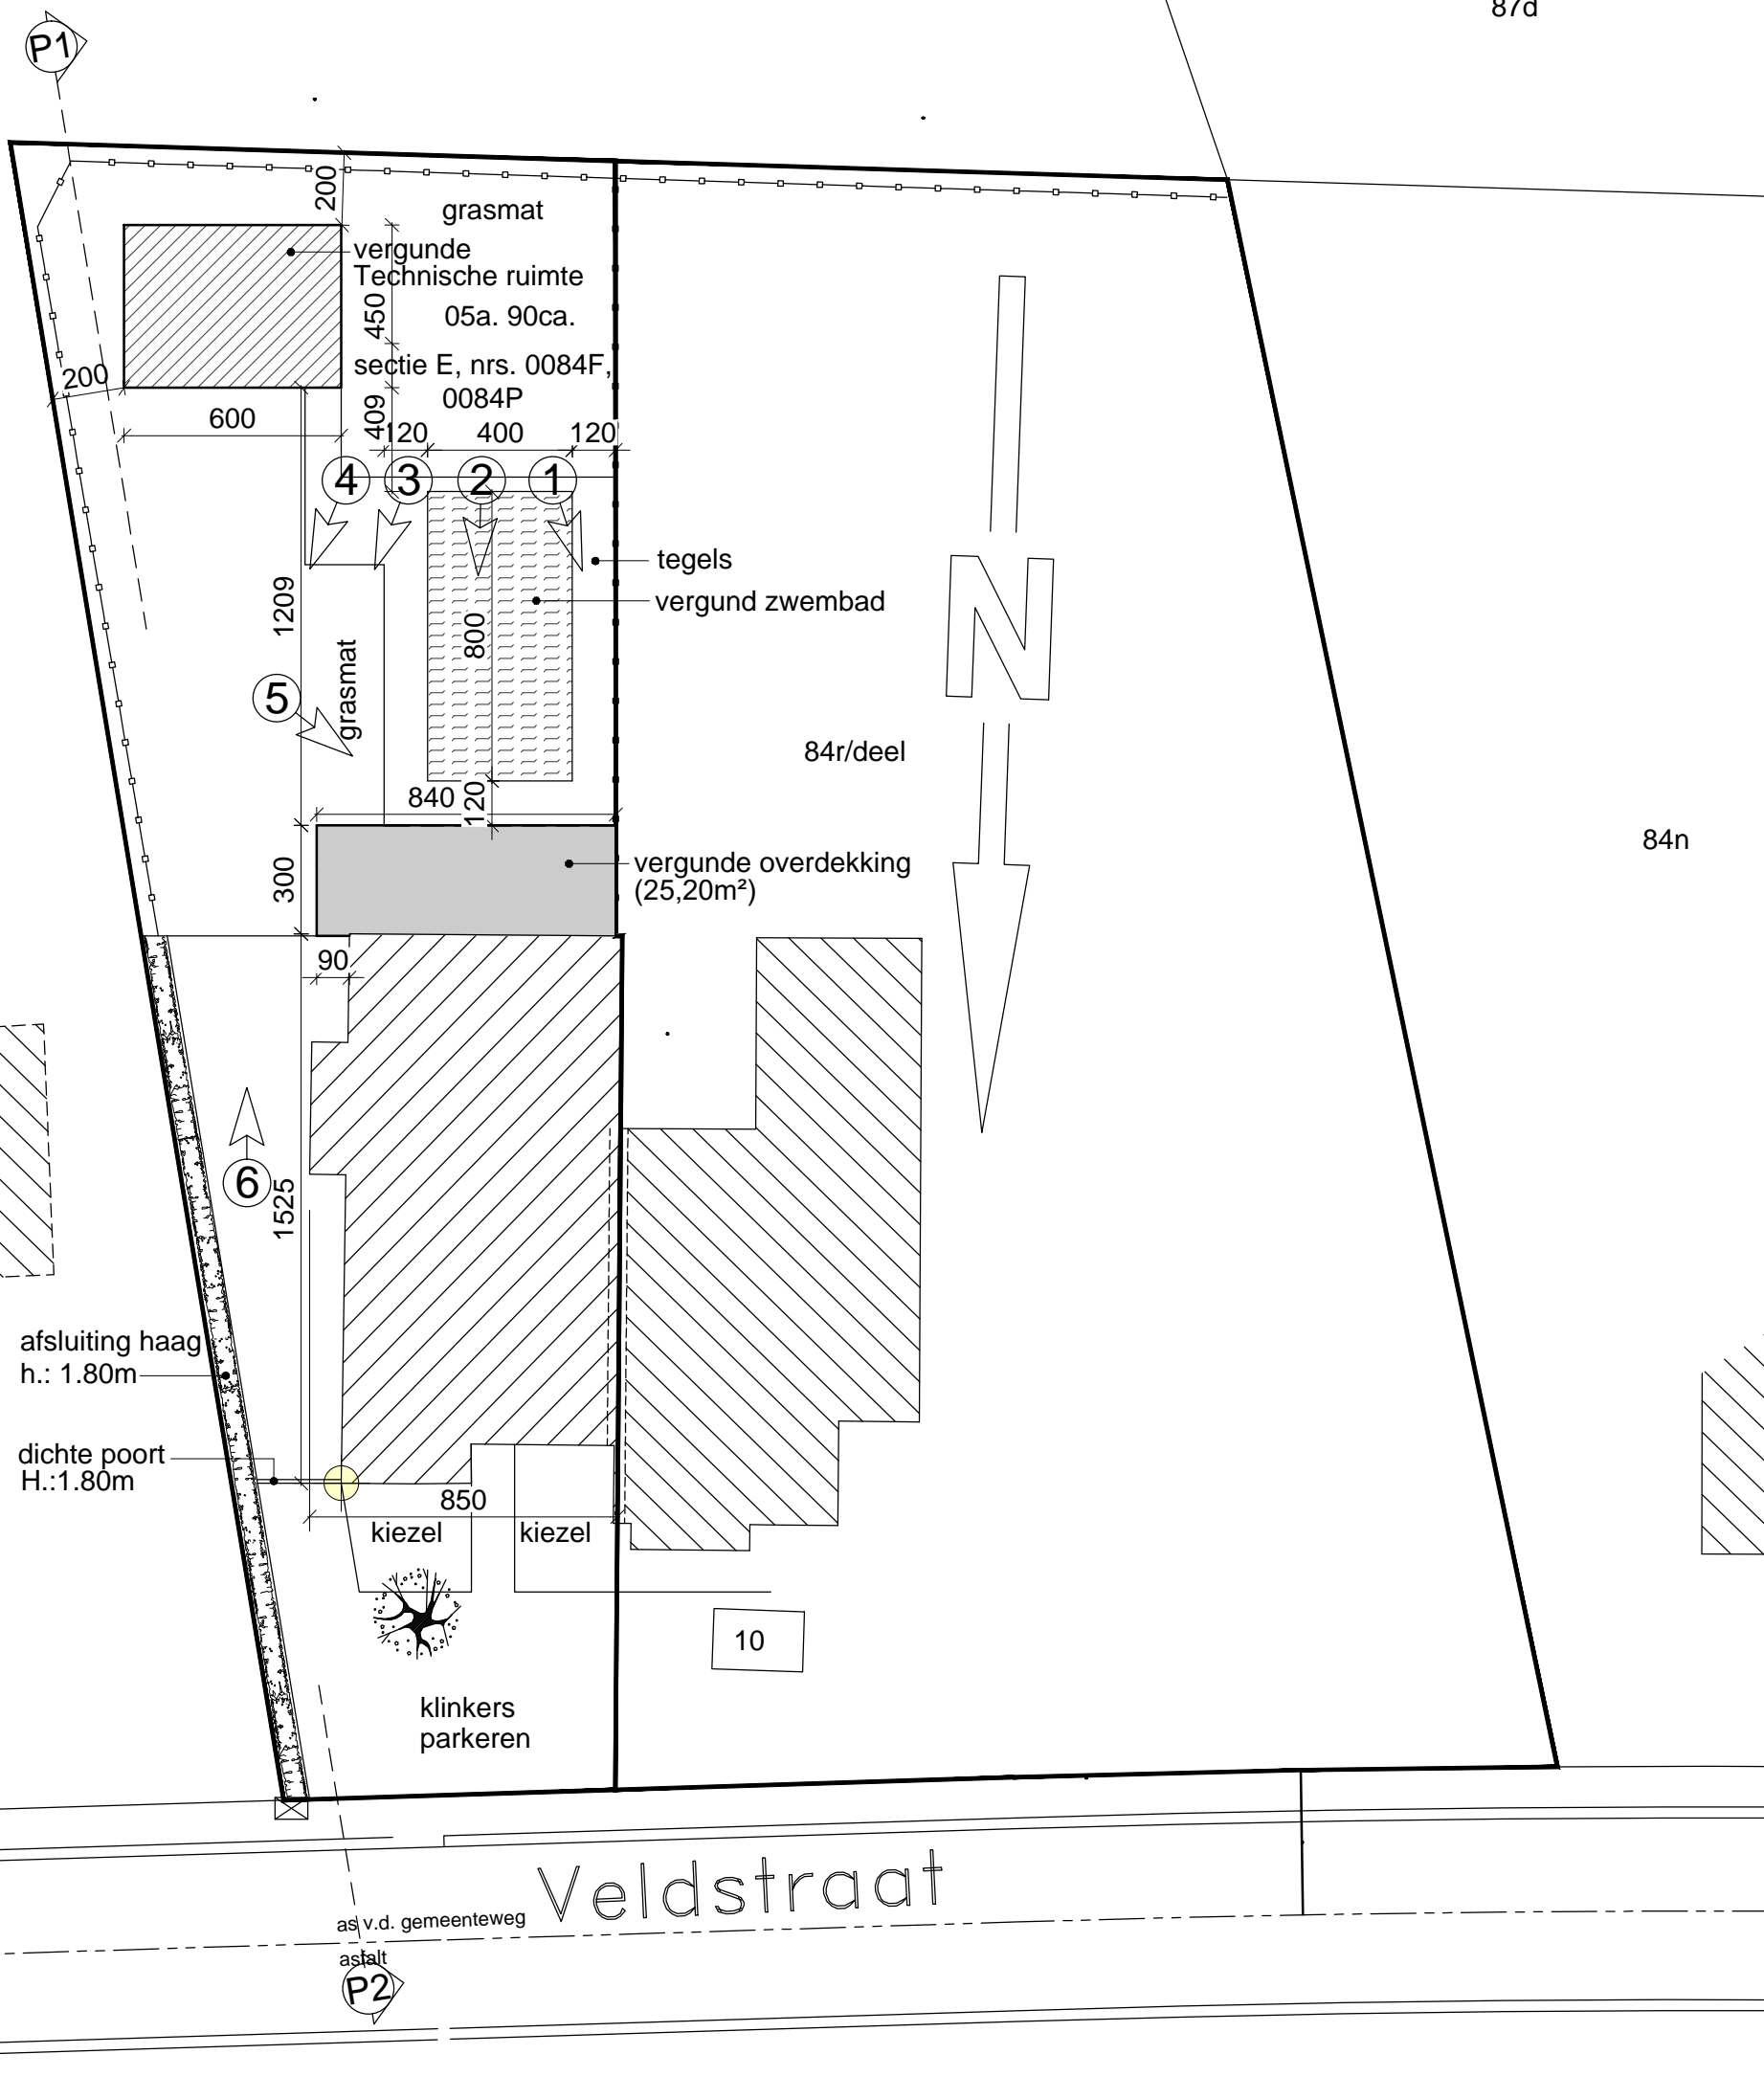 87d
P1
200
grasmat
vergunde
Technische ruimte
450
05a. 90ca.
sectie E, nrs. 0084F,
0084P
200
600
409
120
400
120
4
3
2
1
N
tegels
vergund zwembad
1209
800
grasmat
5
84r/deel
84n
840
120
300
vergunde overdekking
(25,20m²)
90
6
1525
afsluiting haag
h.: 1.80m
dichte poort
H.:1.80m
850
kiezel
kiezel
10
klinkers
parkeren
Veldstraat
as v.d. gemeenteweg
asfalt
P2